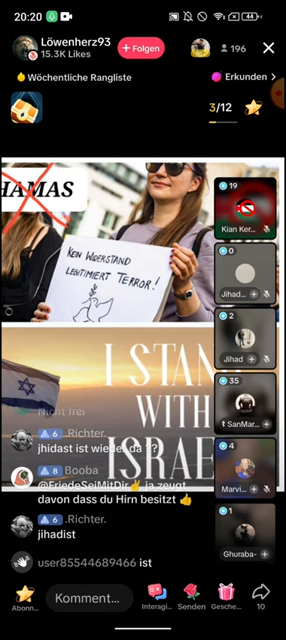 20:20
44
Löwenherz93
15.3K Likes
+ Folgen
196
Wöchentliche Rangliste
Erkunden >
3/12
HAMAS
KEIN WIDERSTAND
LEGITIMIERT TERROR!
I STAN
WITH
ISRAE
19
Kian Ker...
0
Jihad...
2
Jihad
35
SanMar...
4
Marvi...
1
Ghuraba-
Nicht frei
6 .Richter.
jhidast ist wieder da ??
8 Booba
@FriedeSeiMitDir✌️ ja zeugt
davon dass du Hirn besitzt 👍
6 .Richter.
jihadist
user85544689466 ist
Komment...
Abonn...
Interagi...
Senden
Gesche...
10